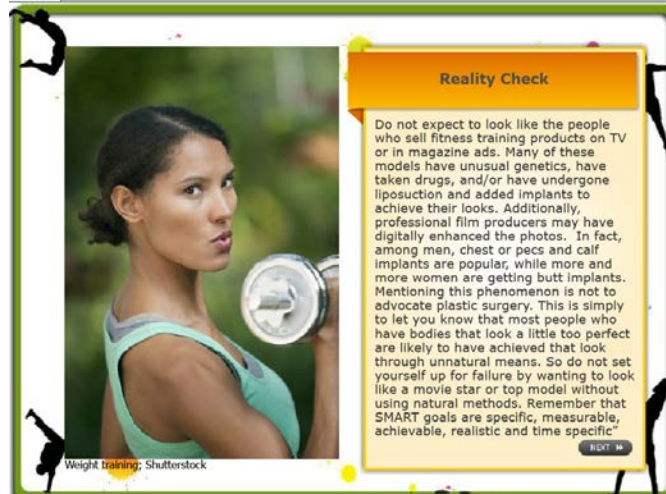 Reality Check
Do not expect to look like the people
who sell fitness training products on TV
or in magazine ads. Many of these
models have unusual genetics, have
taken drugs, and/or have undergone
liposuction and added implants to
achieve their looks. Additionally,
professional film producers may have
digitally enhanced the photos.  In fact,
among men, chest or pecs and calf
implants are popular, while more and
more women are getting butt implants.
Mentioning this phenomenon is not to
advocate plastic surgery. This is simply
to let you know that most people who
have bodies that look a little too perfect
are likely to have achieved that look
through unnatural means. So do not set
yourself up for failure by wanting to look
like a movie star or top model without
using natural methods. Remember that
SMART goals are specific, measurable,
achievable, realistic and time specific”
NEXT
Weight training; Shutterstock